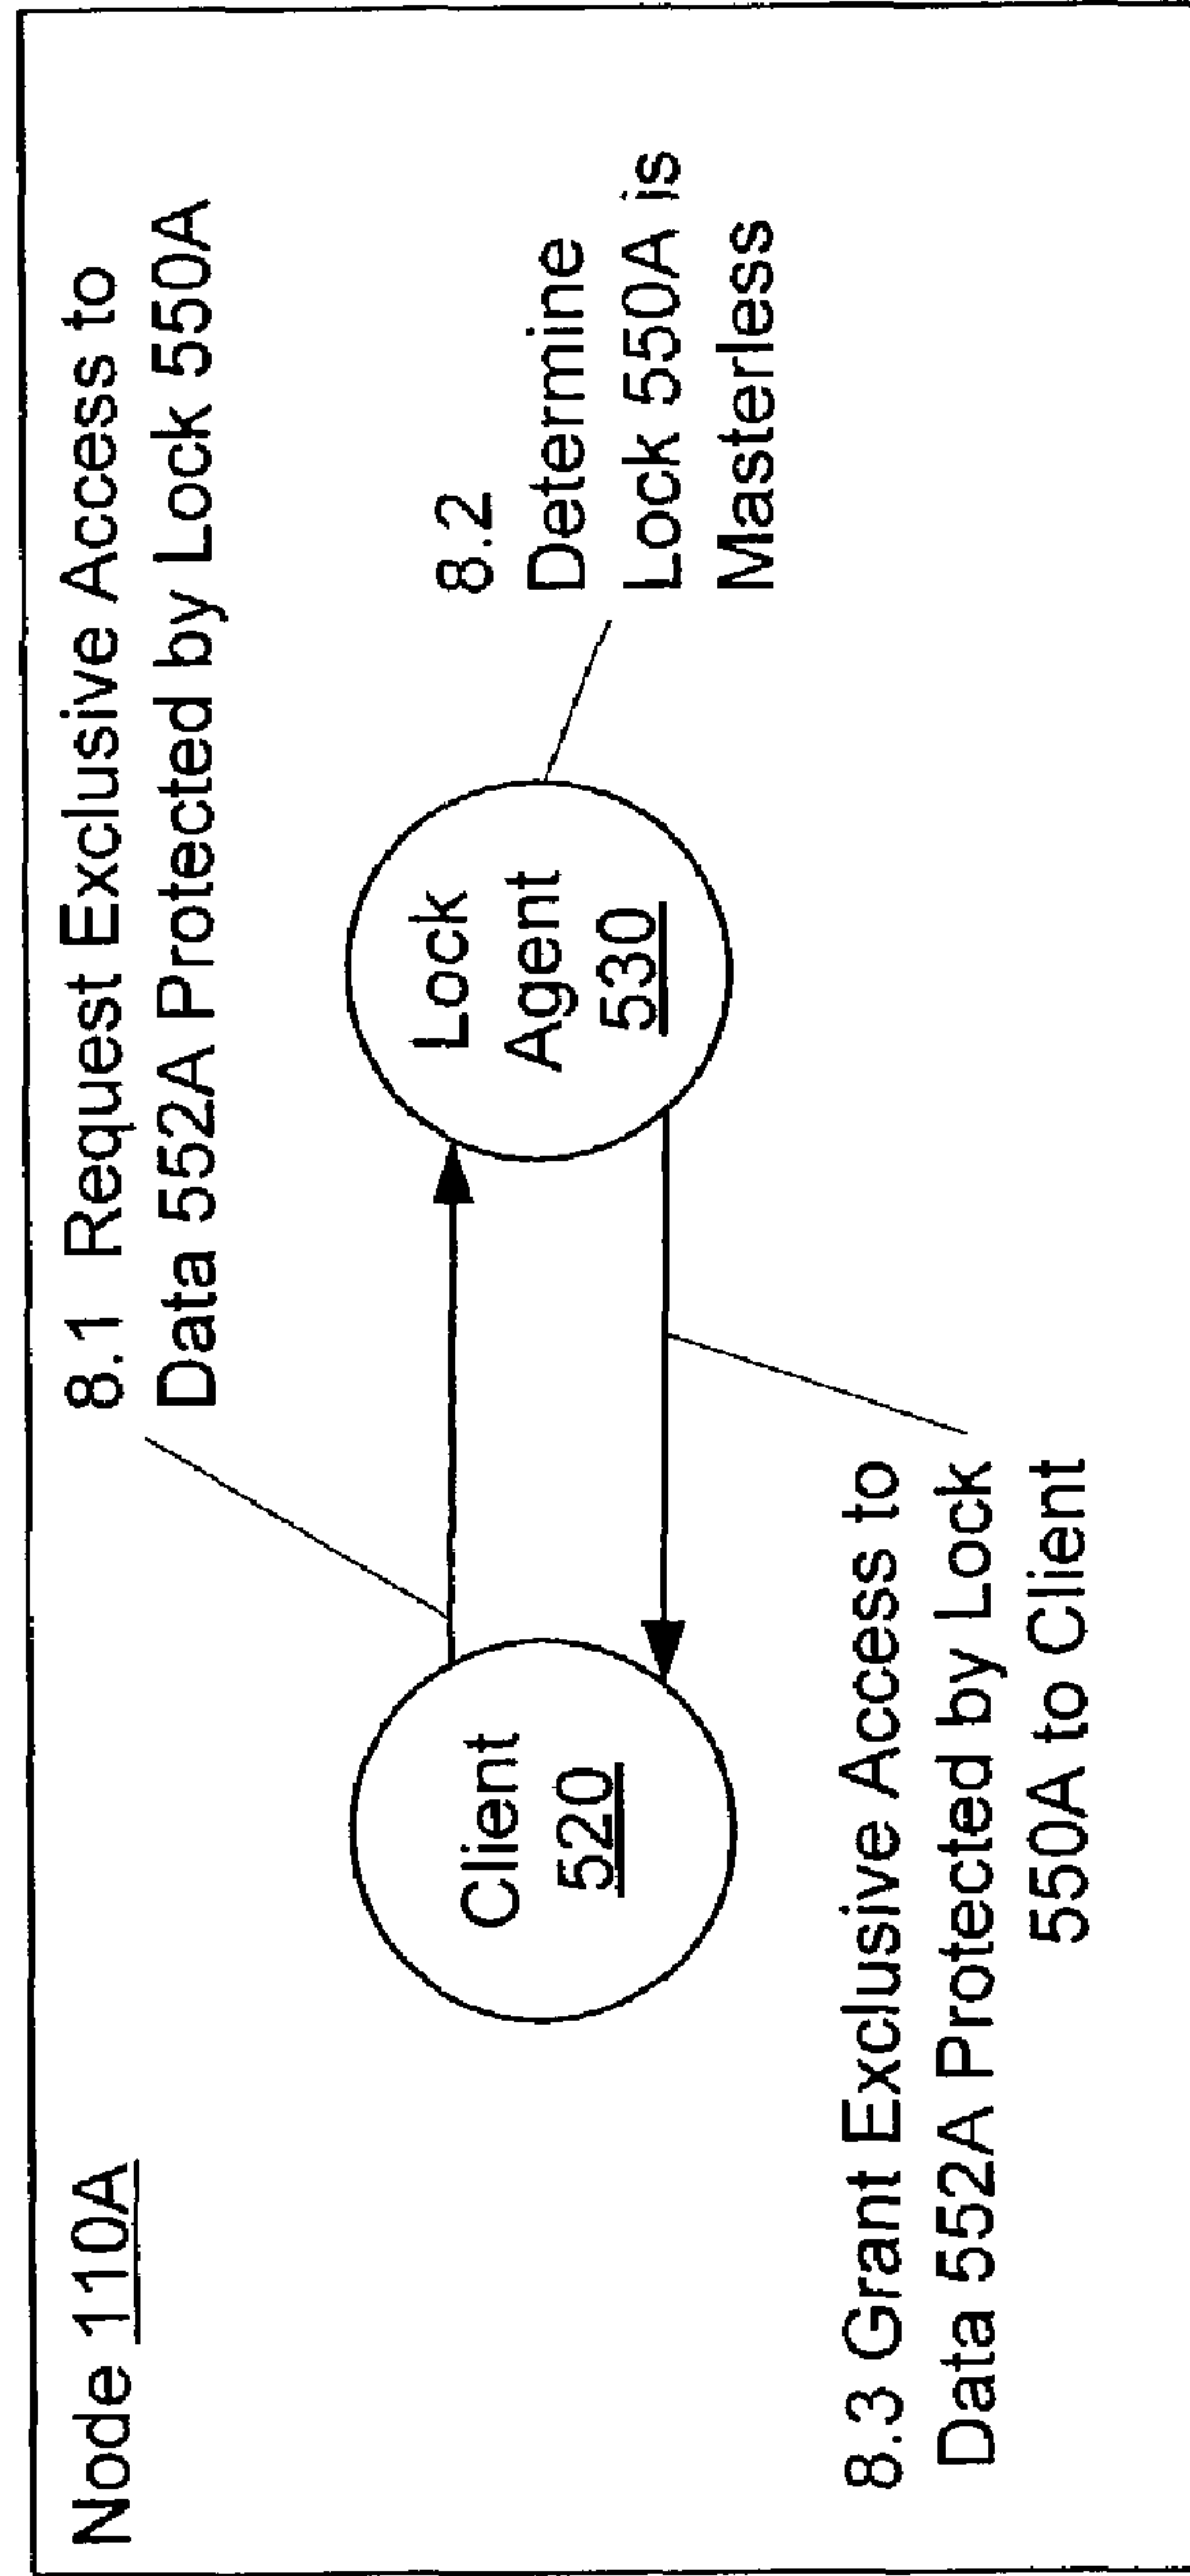 Node 110A
8.1 Request Exclusive Access to
Data 552A Protected by Lock 550A
Client
520
Lock
Agent
530
8.2
Determine
Lock 550A is
Masterless
8.3 Grant Exclusive Access to
Data 552A Protected by Lock
550A to Client